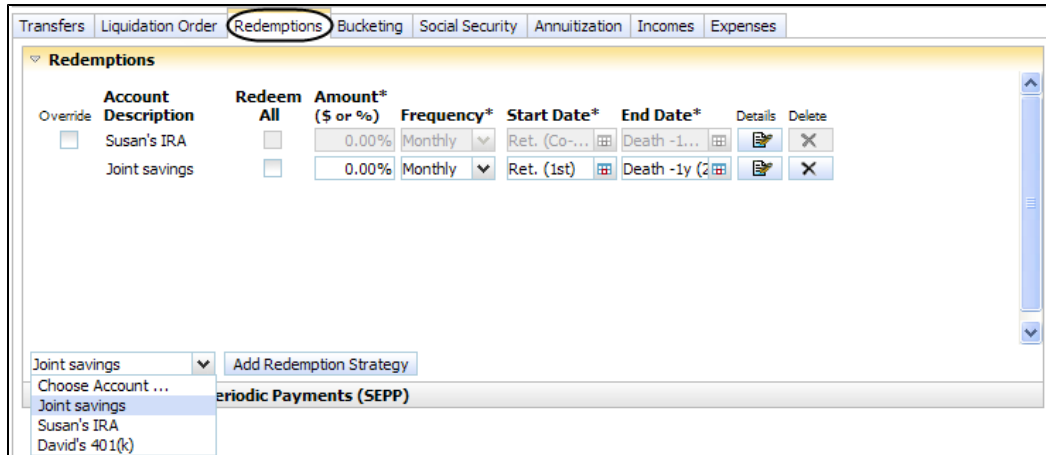 Transfers Liquidation Order Redemptions Bucketing Social Security Annuitization Incomes Expenses
Redemptions
Override Account Description Redeem All Amount* ($ or %) Frequency* Start Date* End Date* Details Delete
Susan's IRA 0.00% Monthly Ret. (Co-... Death -1...
Joint savings 0.00% Monthly Ret. (1st) Death -1y (2
Joint savings Add Redemption Strategy
Choose Account ...
Joint savings eriodic Payments (SEPP)
Susan's IRA
David's 401(k)